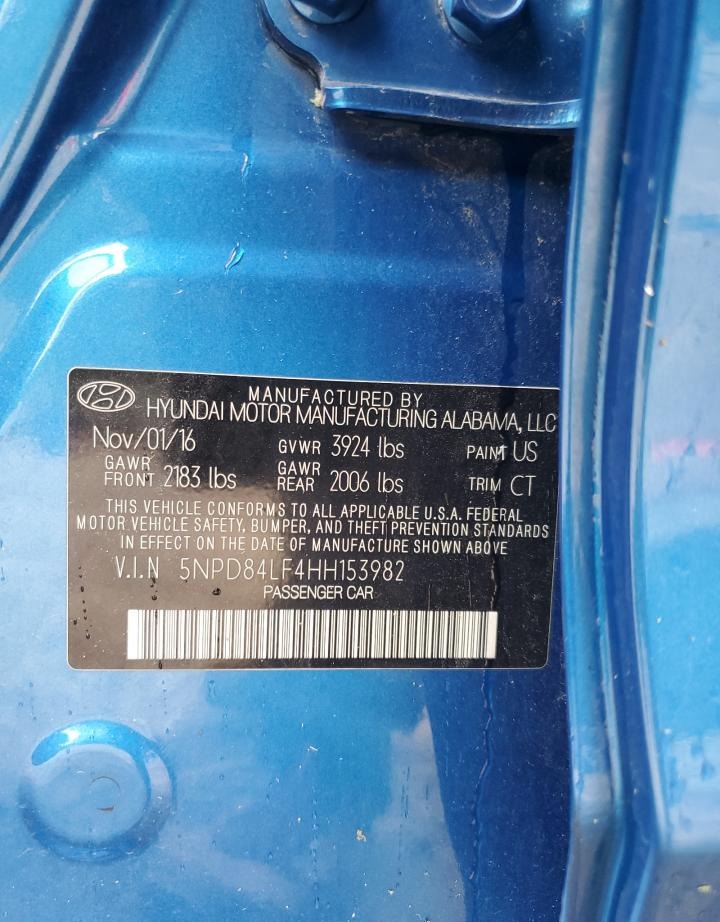 MANUFACTURED BY
HYUNDAI MOTOR MANUFACTURING ALABAMA, LLC
Nov/01/16 GVWR 3924 lbs PAINT US
GAWR FRONT 2183 lbs GAWR REAR 2006 lbs TRIM CT
THIS VEHICLE CONFORMS TO ALL APPLICABLE U.S.A. FEDERAL
MOTOR VEHICLE SAFETY, BUMPER, AND THEFT PREVENTION STANDARDS
IN EFFECT ON THE DATE OF MANUFACTURE SHOWN ABOVE
V.I.N 5NPD84LF4HH153982
PASSENGER CAR